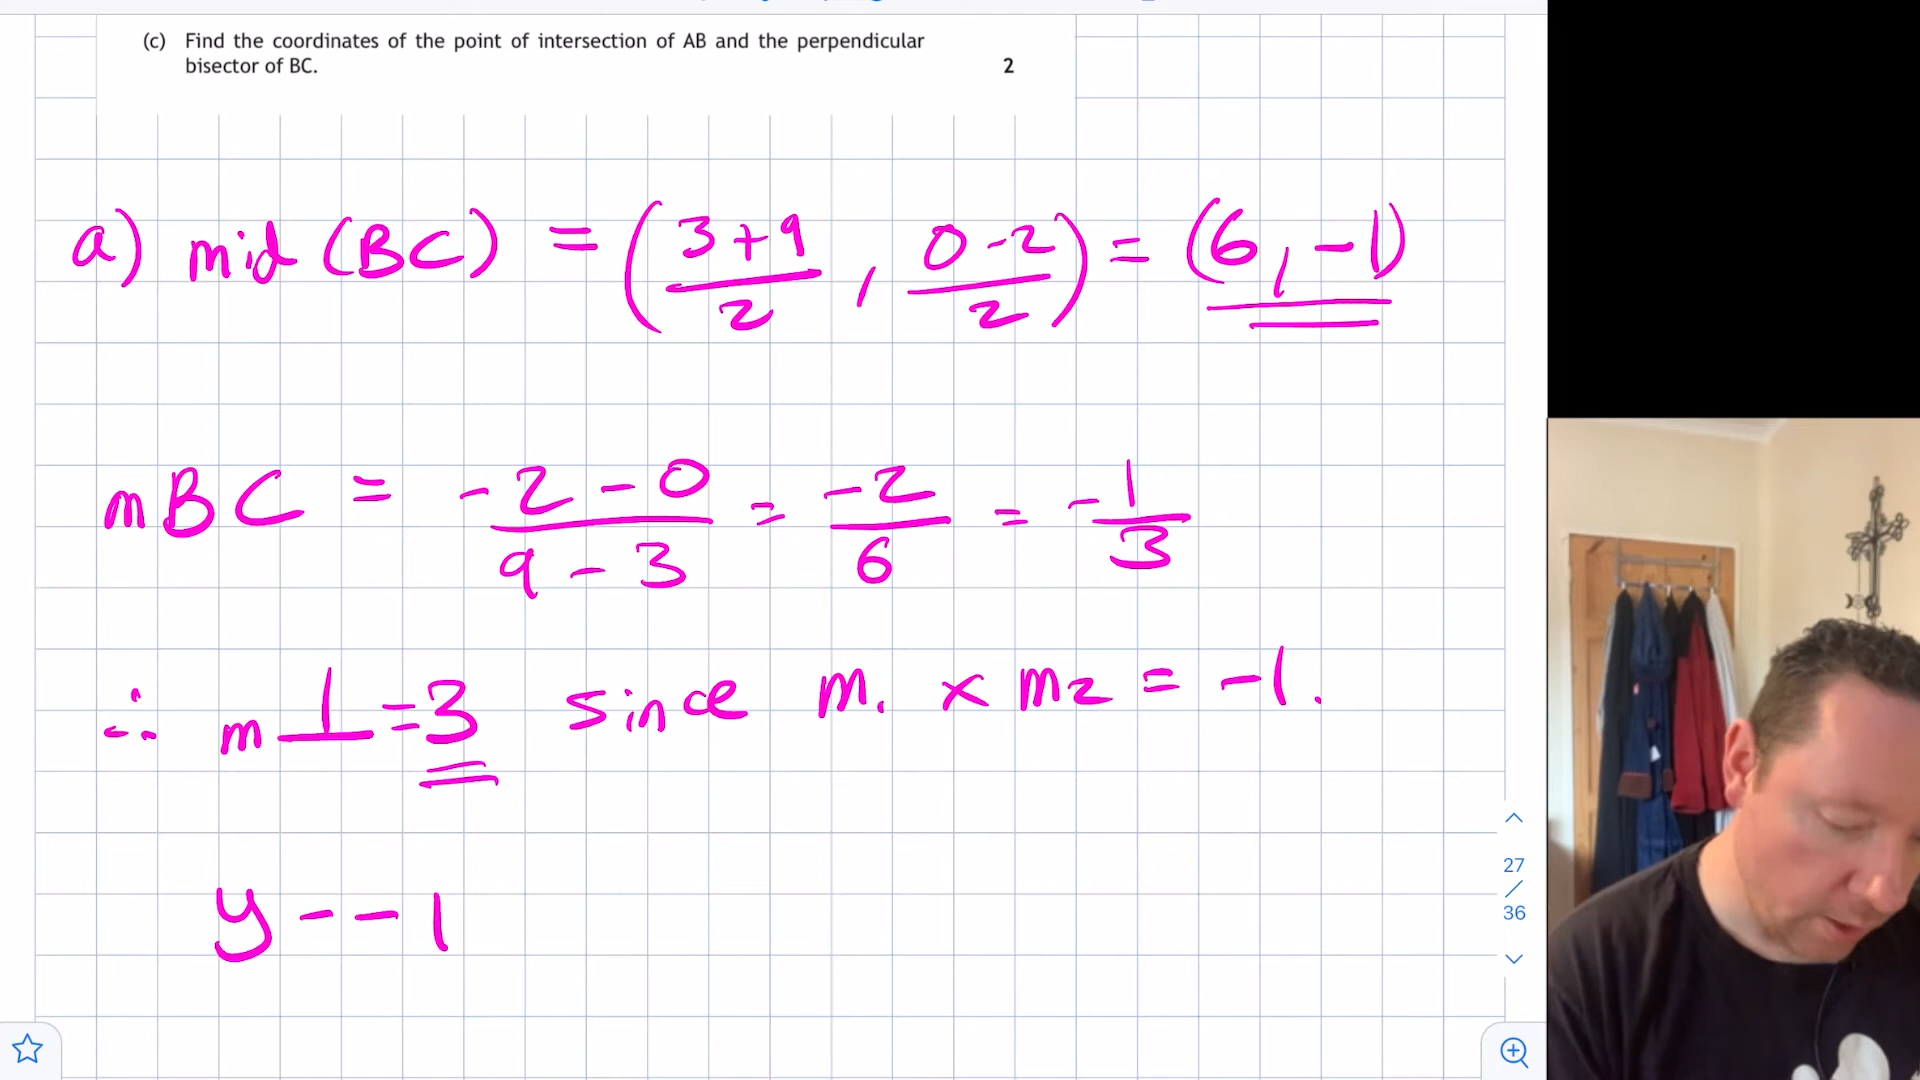 (c) Find the coordinates of the point of intersection of AB and the perpendicular
bisector of BC. 2
a) mid (BC) = (3+9/2, 0-2/2) = (6, -1)
mBC = -2-0/9-3 = -2/6 = -1/3
∴ m⊥ = 3 since m1 × m2 = -1.
y--1
27
/
36